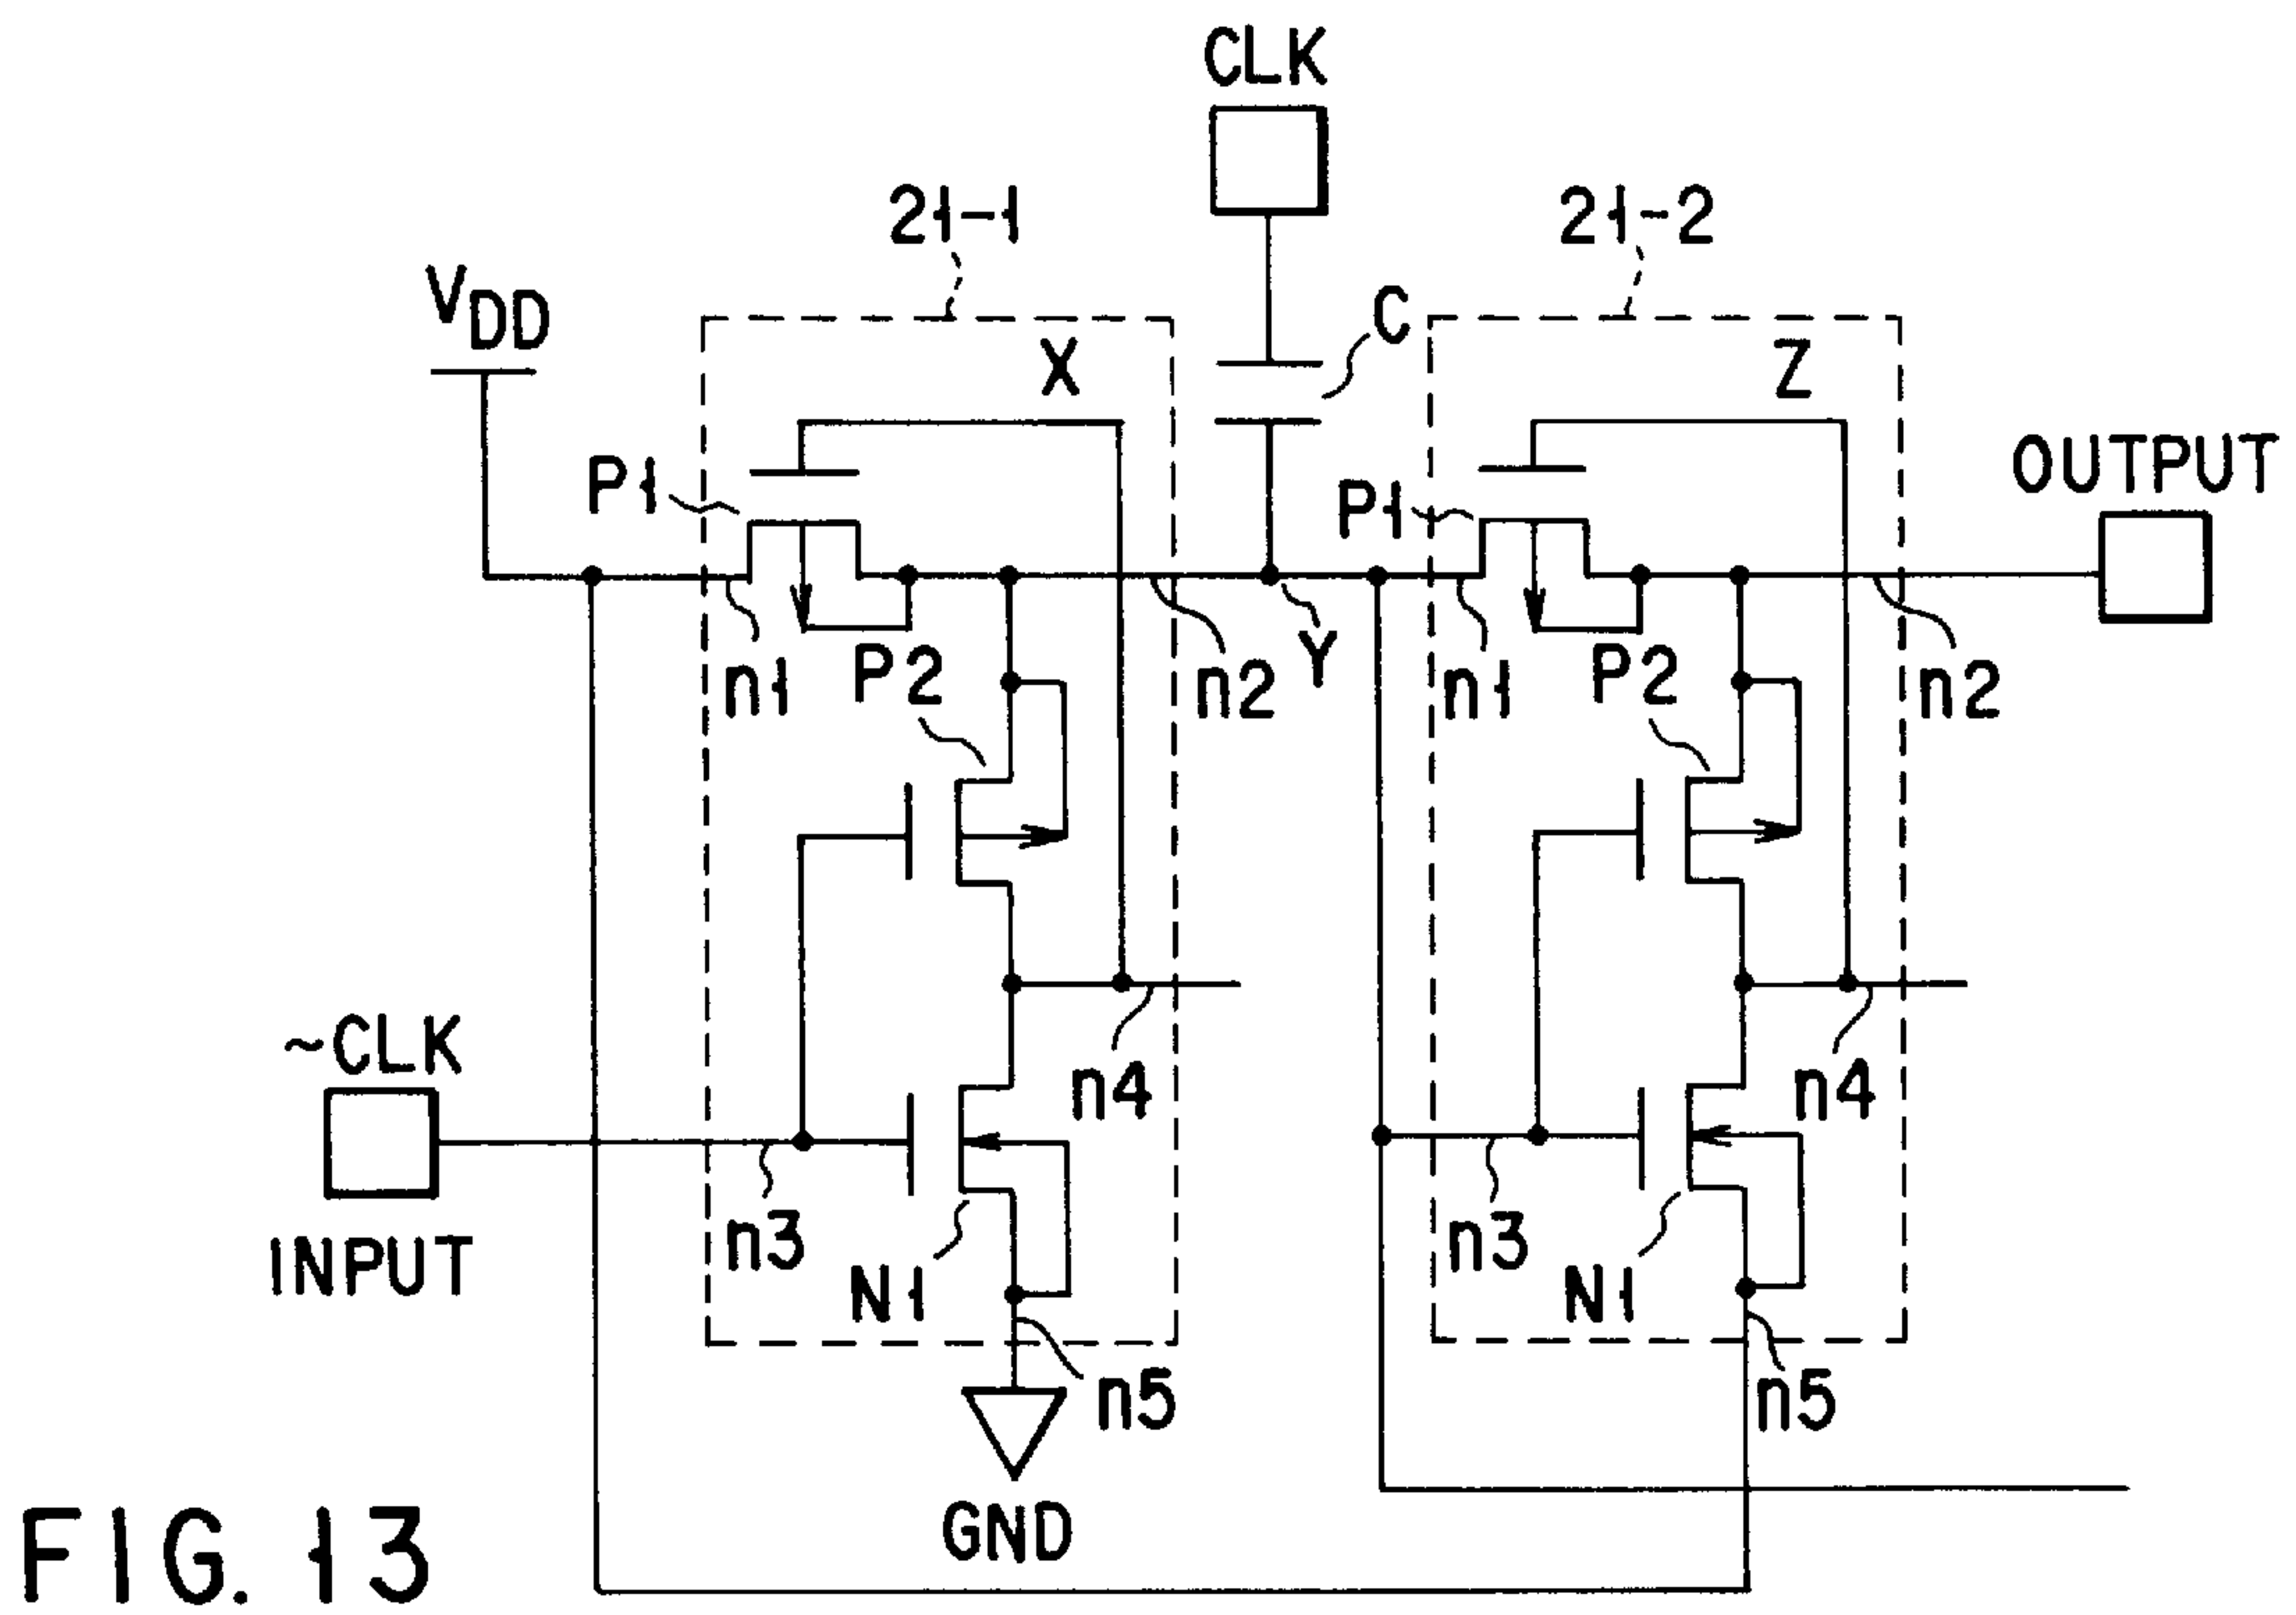 CLK
21-1
21-2
VDD
C
X
Z
P1
P1
OUTPUT
n1
P2
n2
Y
n1
P2
n2
~CLK
n4
n4
INPUT
n3
N1
n3
N1
n5
n5
GND
FIG. 13